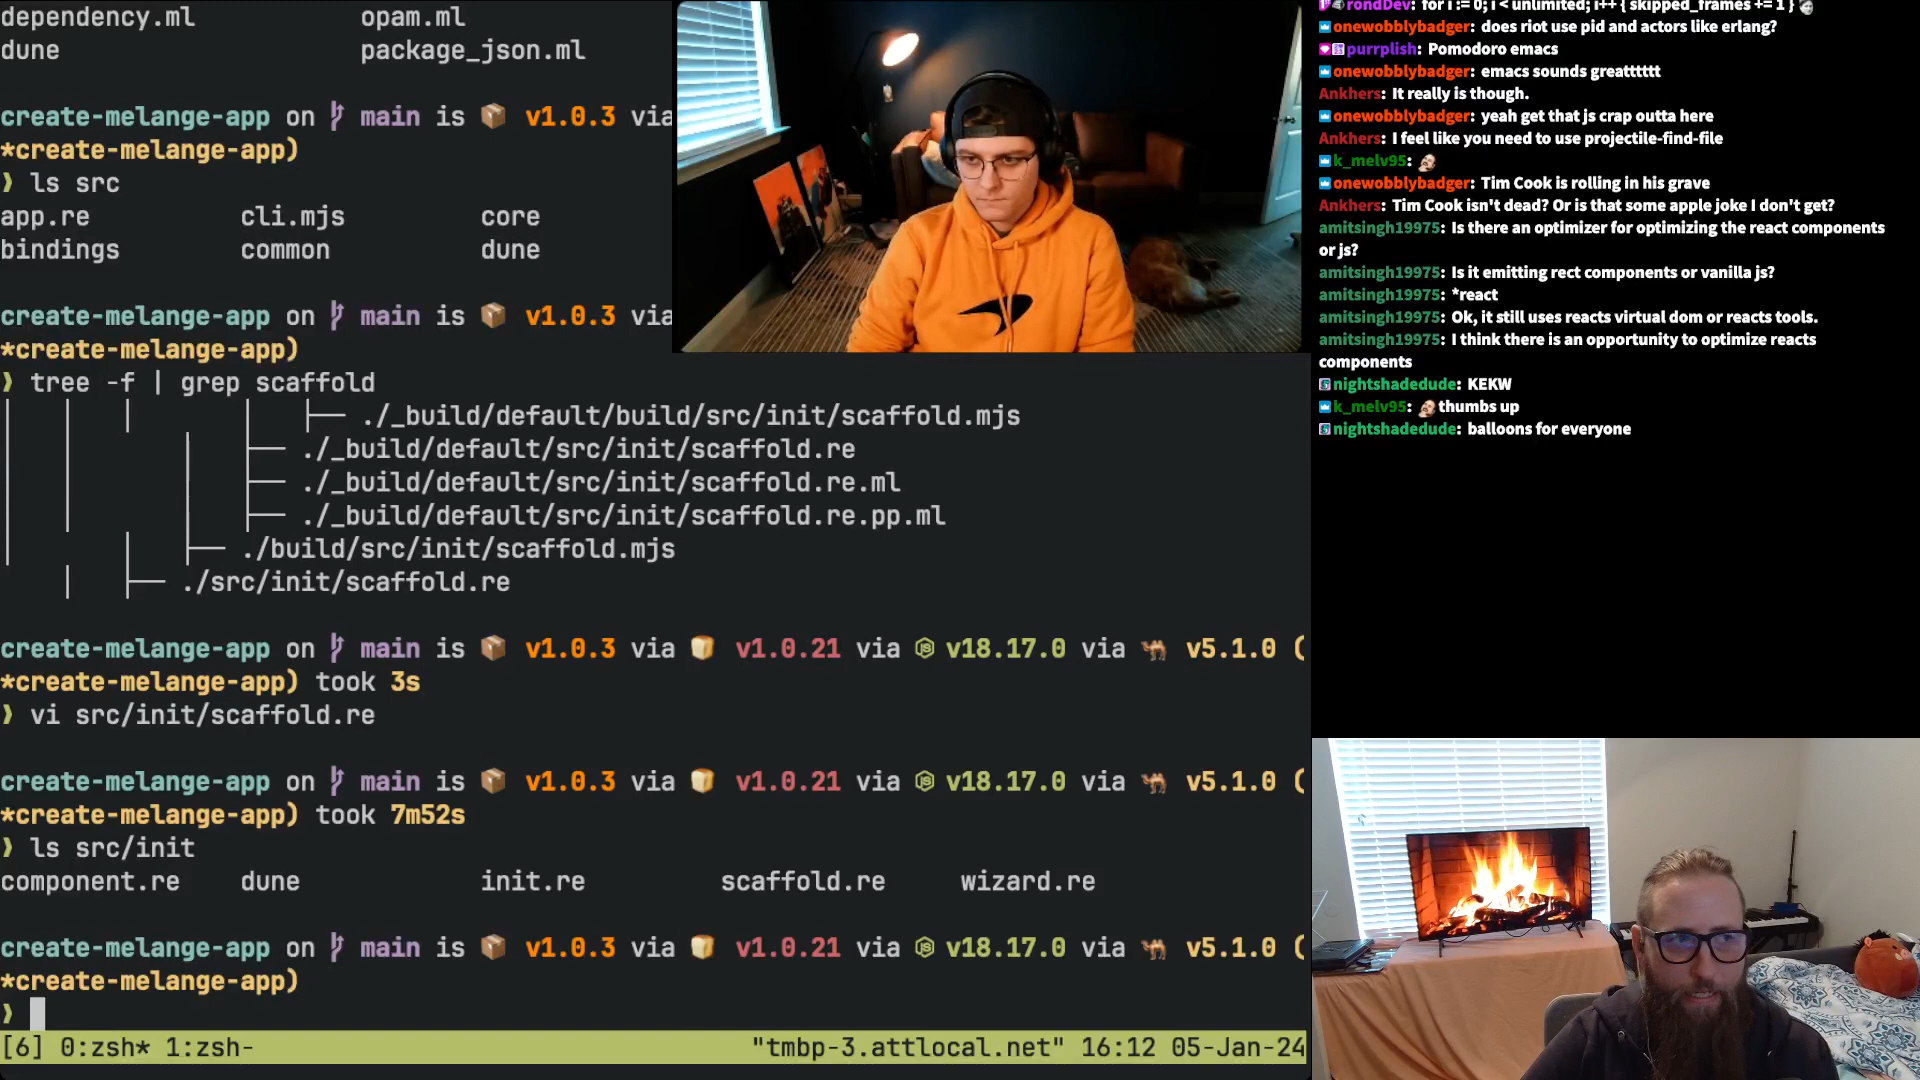 dependency.ml opam.ml
dune package_json.ml
create-melange-app on main is v1.0.3 via
*create-melange-app)
❯ ls src
app.re cli.mjs core
bindings common dune
create-melange-app on main is v1.0.3 via
*create-melange-app)
❯ tree -f | grep scaffold
│ │ │ │ ├── ./_build/default/build/src/init/scaffold.mjs
│ │ │ ├── ./_build/default/src/init/scaffold.re
│ │ │ ├── ./_build/default/src/init/scaffold.re.ml
│ │ │ ├── ./_build/default/src/init/scaffold.re.pp.ml
│ │ ├── ./build/src/init/scaffold.mjs
│ ├── ./src/init/scaffold.re
create-melange-app on main is v1.0.3 via v1.0.21 via v18.17.0 via v5.1.0 (
*create-melange-app) took 3s
❯ vi src/init/scaffold.re
create-melange-app on main is v1.0.3 via v1.0.21 via v18.17.0 via v5.1.0 (
*create-melange-app) took 7m52s
❯ ls src/init
component.re dune init.re scaffold.re wizard.re
create-melange-app on main is v1.0.3 via v1.0.21 via v18.17.0 via v5.1.0 (
*create-melange-app)
❯
[6] 0:zsh* 1:zsh- "tmbp-3.attlocal.net" 16:12 05-Jan-24
rondDev: for i := 0; i < unlimited; i++ { skipped_frames += 1 }
onewobblybadger: does riot use pid and actors like erlang?
purrplish: Pomodoro emacs
onewobblybadger: emacs sounds greatttttt
Ankhers: It really is though.
onewobblybadger: yeah get that js crap outta here
Ankhers: I feel like you need to use projectile-find-file
k_melv95:
onewobblybadger: Tim Cook is rolling in his grave
Ankhers: Tim Cook isn't dead? Or is that some apple joke I don't get?
amitsingh19975: Is there an optimizer for optimizing the react components
or js?
amitsingh19975: Is it emitting rect components or vanilla js?
amitsingh19975: *react
amitsingh19975: Ok, it still uses reacts virtual dom or reacts tools.
amitsingh19975: I think there is an opportunity to optimize reacts
components
nightshadedude: KEKW
k_melv95: thumbs up
nightshadedude: balloons for everyone